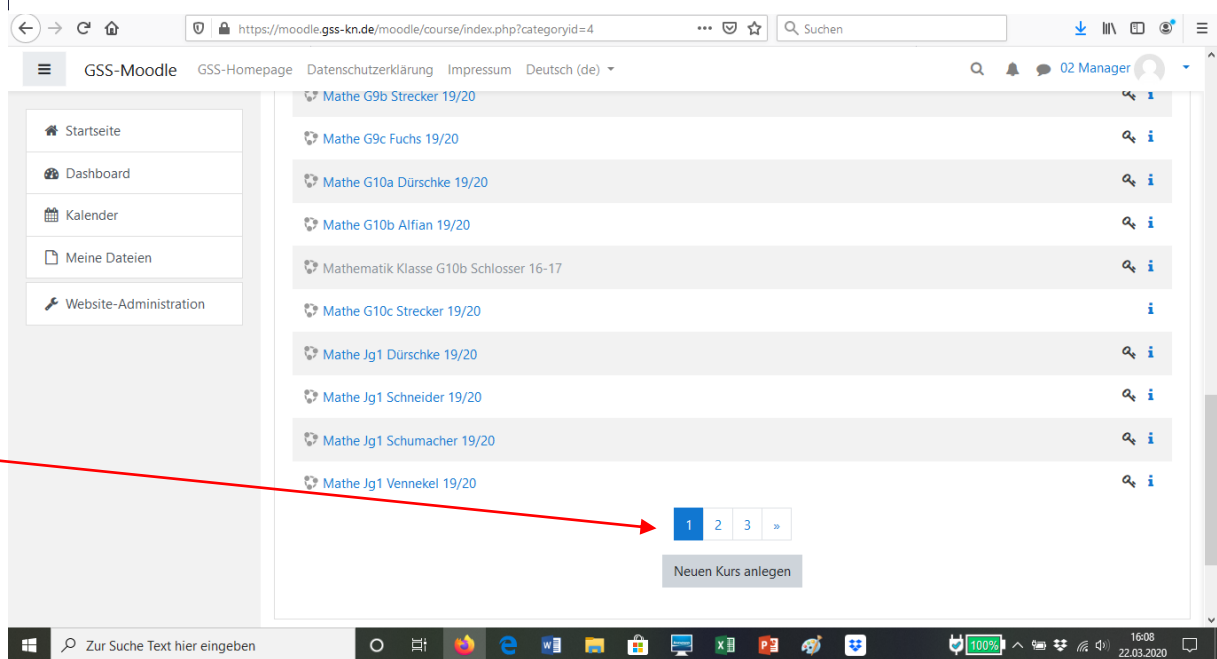 https://moodle.gss-kn.de/moodle/course/index.php?categoryid=4
Suchen
GSS-Moodle GSS-Homepage Datenschutzerklärung Impressum Deutsch (de) 02 Manager
Startseite
Dashboard
Kalender
Meine Dateien
Website-Administration
Mathe G9b Strecker 19/20
Mathe G9c Fuchs 19/20
Mathe G10a Dürschke 19/20
Mathe G10b Alfian 19/20
Mathematik Klasse G10b Schlosser 16-17
Mathe G10c Strecker 19/20
Mathe Jg1 Dürschke 19/20
Mathe Jg1 Schneider 19/20
Mathe Jg1 Schumacher 19/20
Mathe Jg1 Vennekel 19/20
1 2 3 »
Neuen Kurs anlegen
Zur Suche Text hier eingeben
100%
16:08
22.03.2020